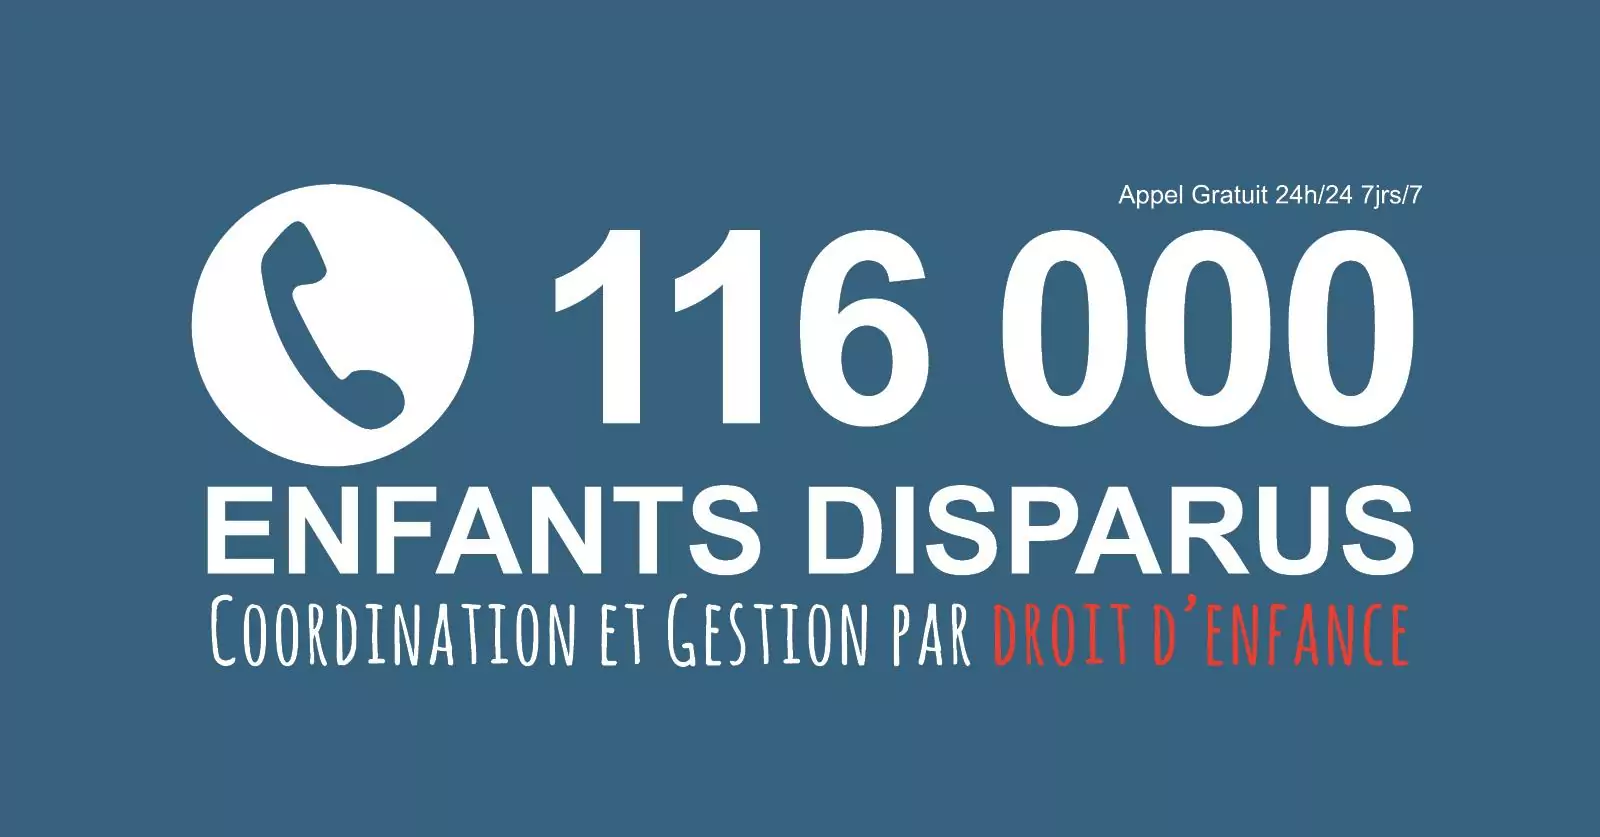 Appel Gratuit 24h/24 7jrs/7
116 000
ENFANTS DISPARUS
COORDINATION ET GESTION PAR DROIT D'ENFANCE